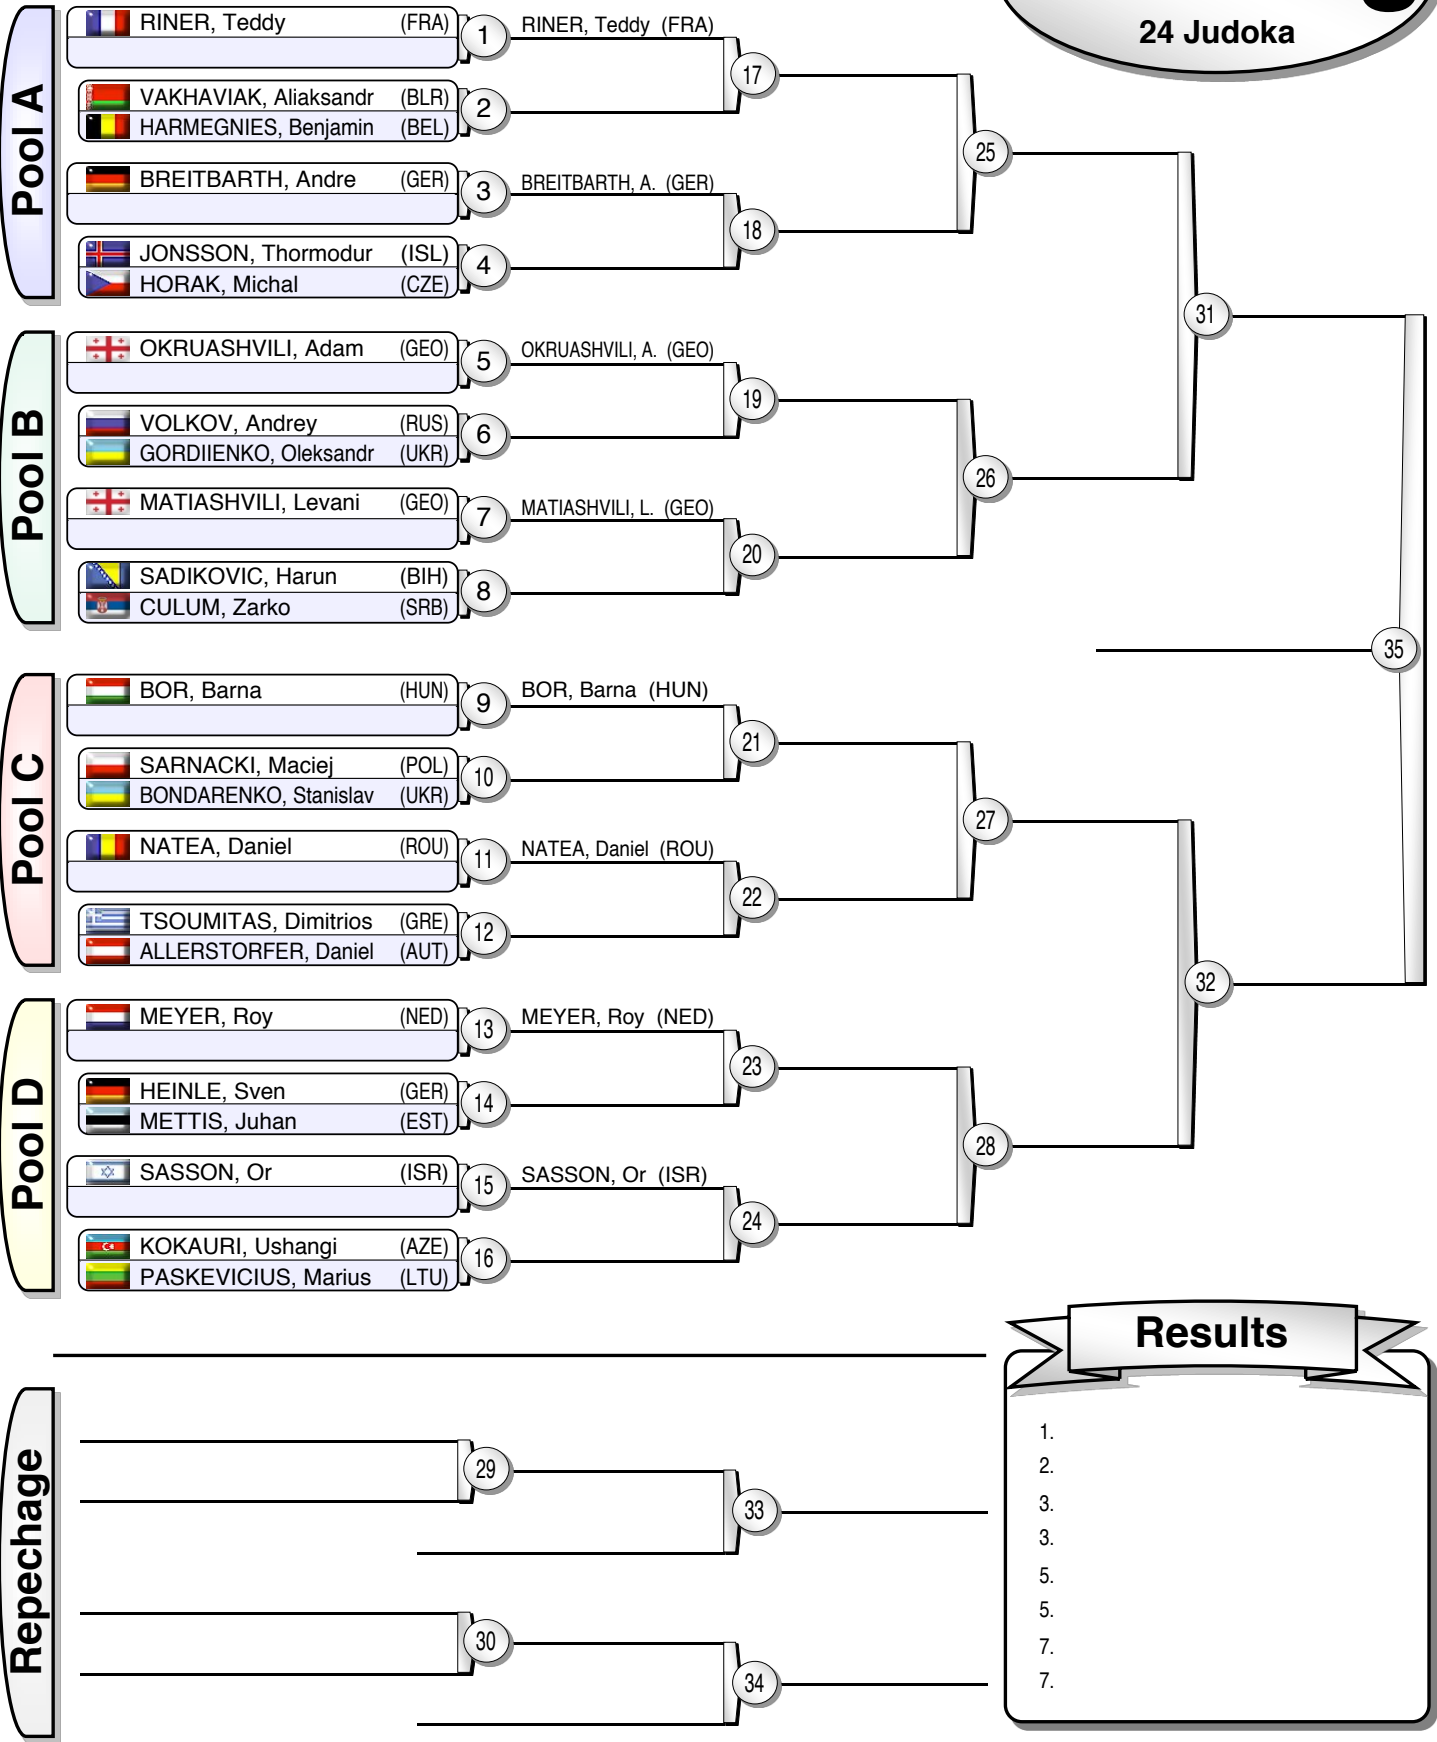 24 Judoka
Pool A
RINER, Teddy (FRA) 1 RINER, Teddy (FRA)
17
VAKHAVIAK, Aliaksandr (BLR)
2
HARMEGNIES, Benjamin (BEL)
25
BREITBARTH, Andre (GER) 3 BREITBARTH, A. (GER)
18
JONSSON, Thormodur (ISL)
4
HORAK, Michal (CZE)
31
Pool B
OKRUASHVILI, Adam (GEO) 5 OKRUASHVILI, A. (GEO)
19
VOLKOV, Andrey (RUS)
6
GORDIIENKO, Oleksandr (UKR)
26
MATIASHVILI, Levani (GEO) 7 MATIASHVILI, L. (GEO)
20
SADIKOVIC, Harun (BIH)
8
CULUM, Zarko (SRB)
35
Pool C
BOR, Barna (HUN) 9 BOR, Barna (HUN)
21
SARNACKI, Maciej (POL)
10
BONDARENKO, Stanislav (UKR)
27
NATEA, Daniel (ROU) 11 NATEA, Daniel (ROU)
22
TSOUMITAS, Dimitrios (GRE)
12
ALLERSTORFER, Daniel (AUT)
32
Pool D
MEYER, Roy (NED) 13 MEYER, Roy (NED)
23
HEINLE, Sven (GER)
14
METTIS, Juhan (EST)
28
SASSON, Or (ISR) 15 SASSON, Or (ISR)
24
KOKAURI, Ushangi (AZE)
16
PASKEVICIUS, Marius (LTU)
Repechage
29
33
30
34
Results
1.
2.
3.
3.
5.
5.
7.
7.